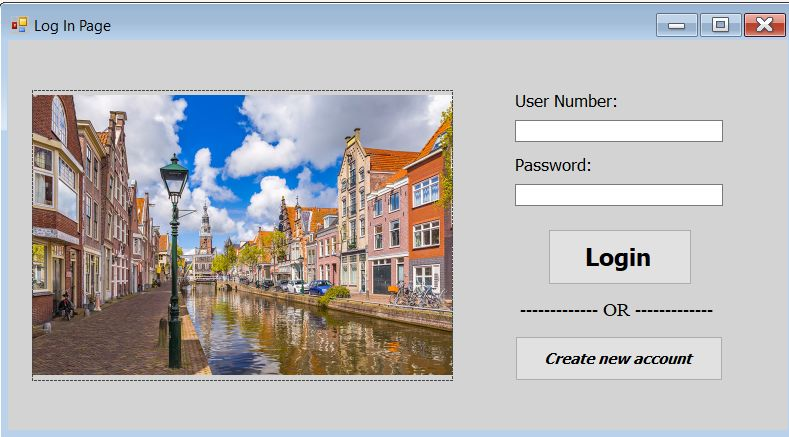 Log In Page
User Number:
Password:
Login
------------- OR -------------
Create new account